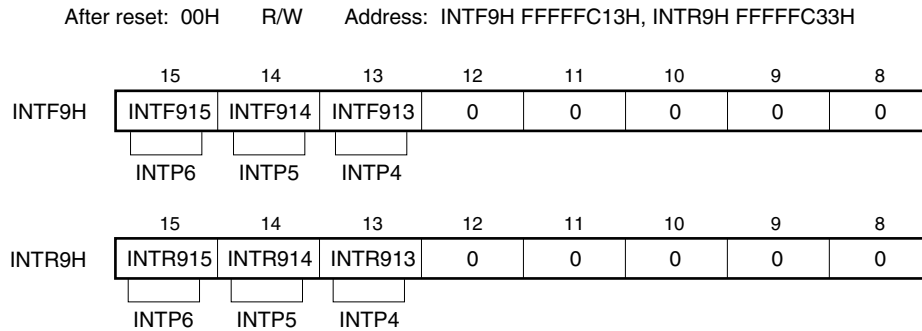 After reset: 00H R/W Address: INTF9H FFFFFC13H, INTR9H FFFFFC33H
15 14 13 12 11 10 9 8
INTF9H INTF915 INTF914 INTF913 0 0 0 0 0
INTP6 INTP5 INTP4
15 14 13 12 11 10 9 8
INTR9H INTR915 INTR914 INTR913 0 0 0 0 0
INTP6 INTP5 INTP4